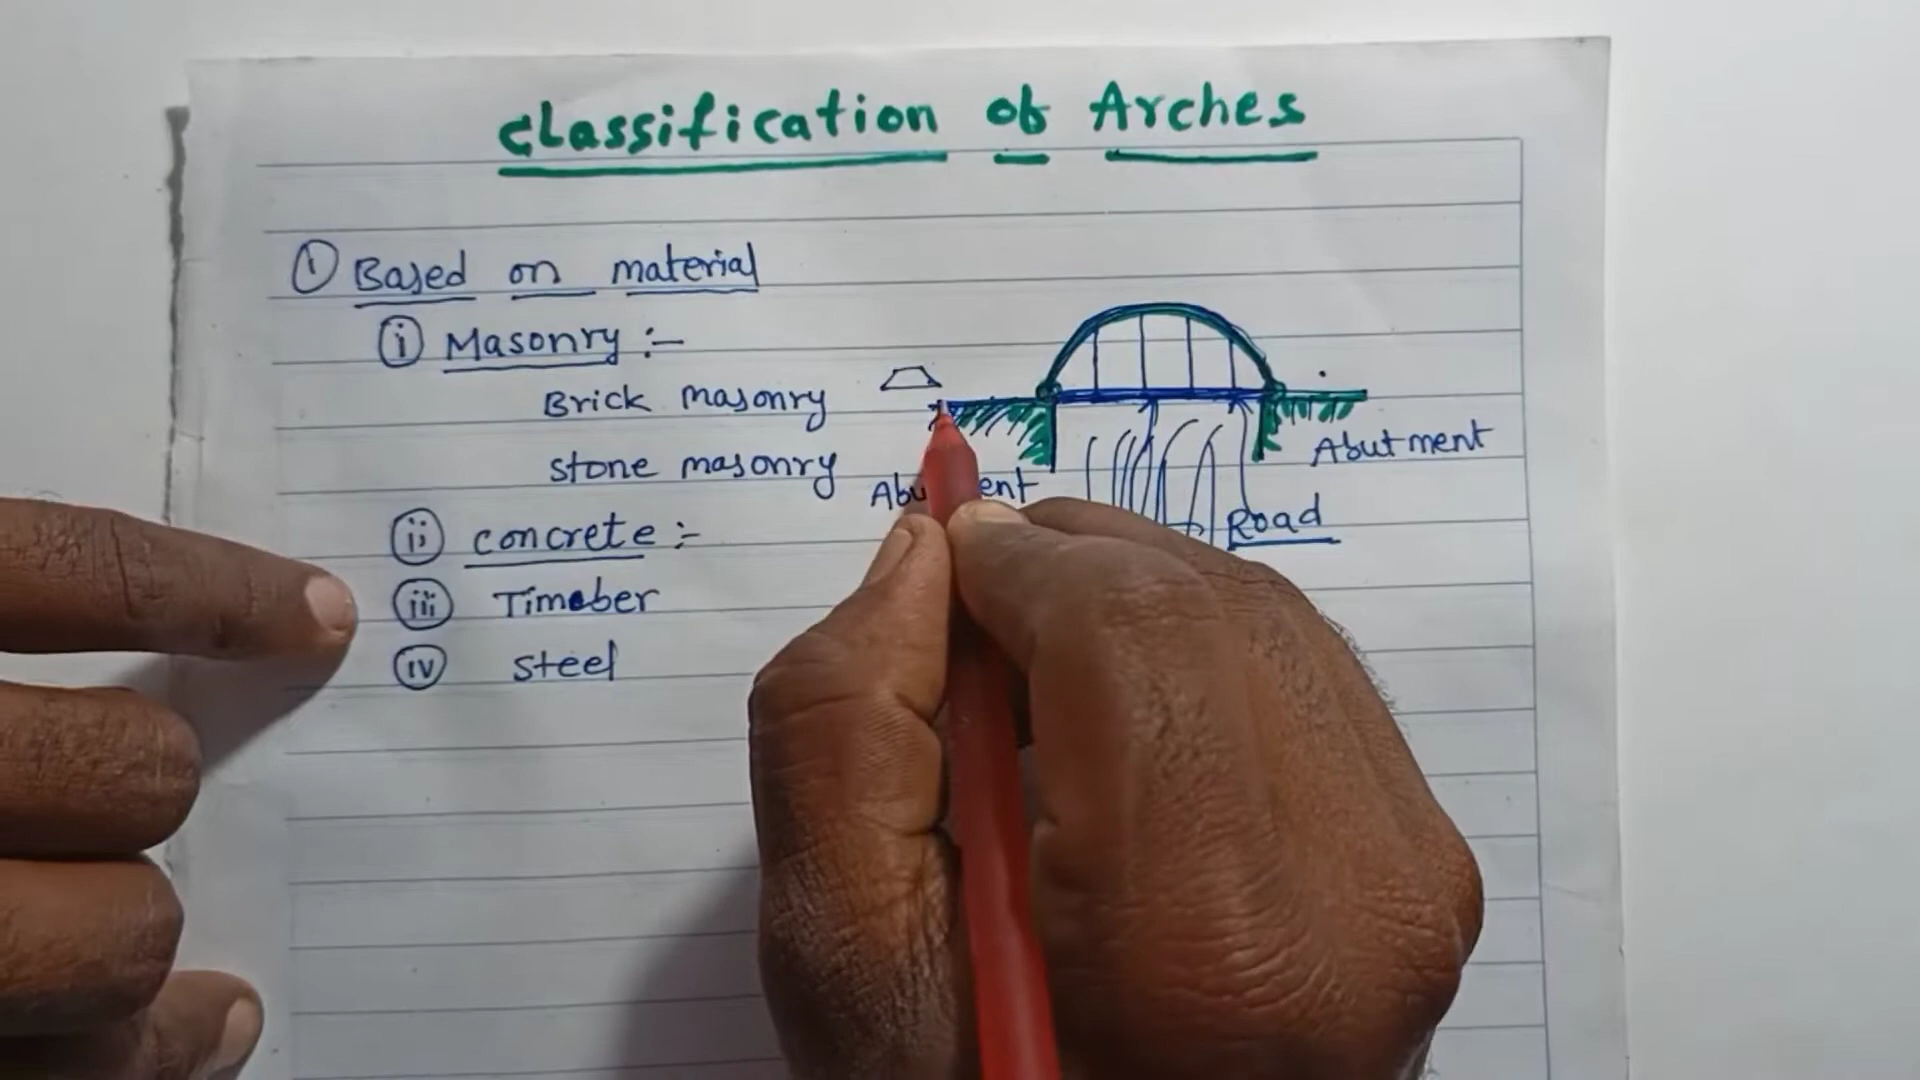 classification of Arches
① Based on material
ⓘ Masonry :-
Brick masonry
stone masonry
Abutment
ⓘⓘ concrete :-
Road
iii Timber
iv steel